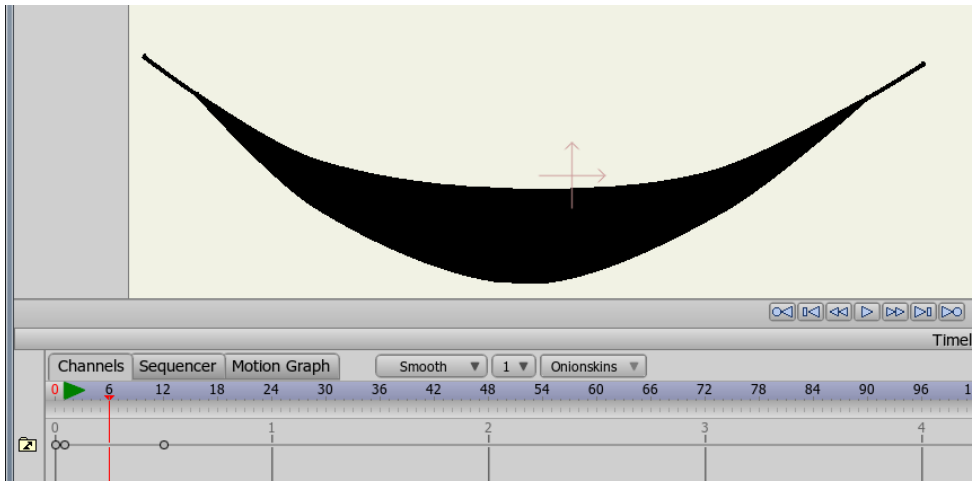 Timel
Channels Sequencer Motion Graph Smooth 1 Onionskins
0 6 12 18 24 30 36 42 48 54 60 66 72 78 84 90 96 1
0 1 2 3 4